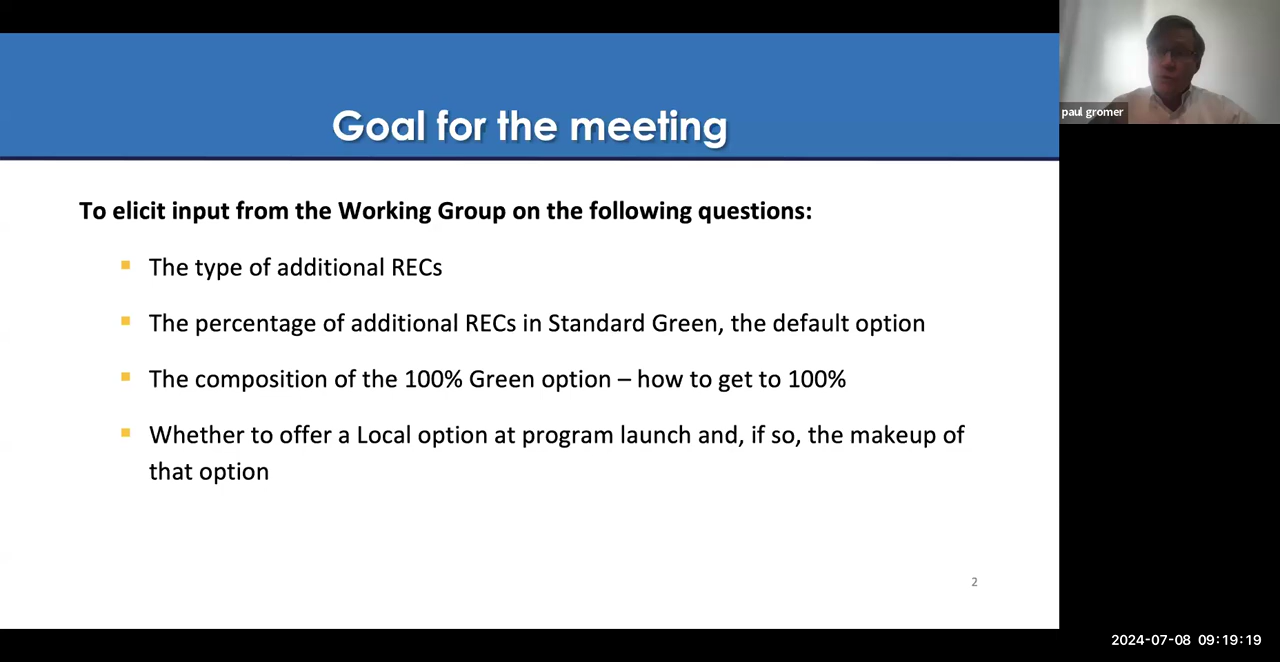 Goal for the meeting
paul gromer
To elicit input from the Working Group on the following questions:
The type of additional RECs
The percentage of additional RECs in Standard Green, the default option
The composition of the 100% Green option – how to get to 100%
Whether to offer a Local option at program launch and, if so, the makeup of
that option
2
2024-07-08 09:19:19